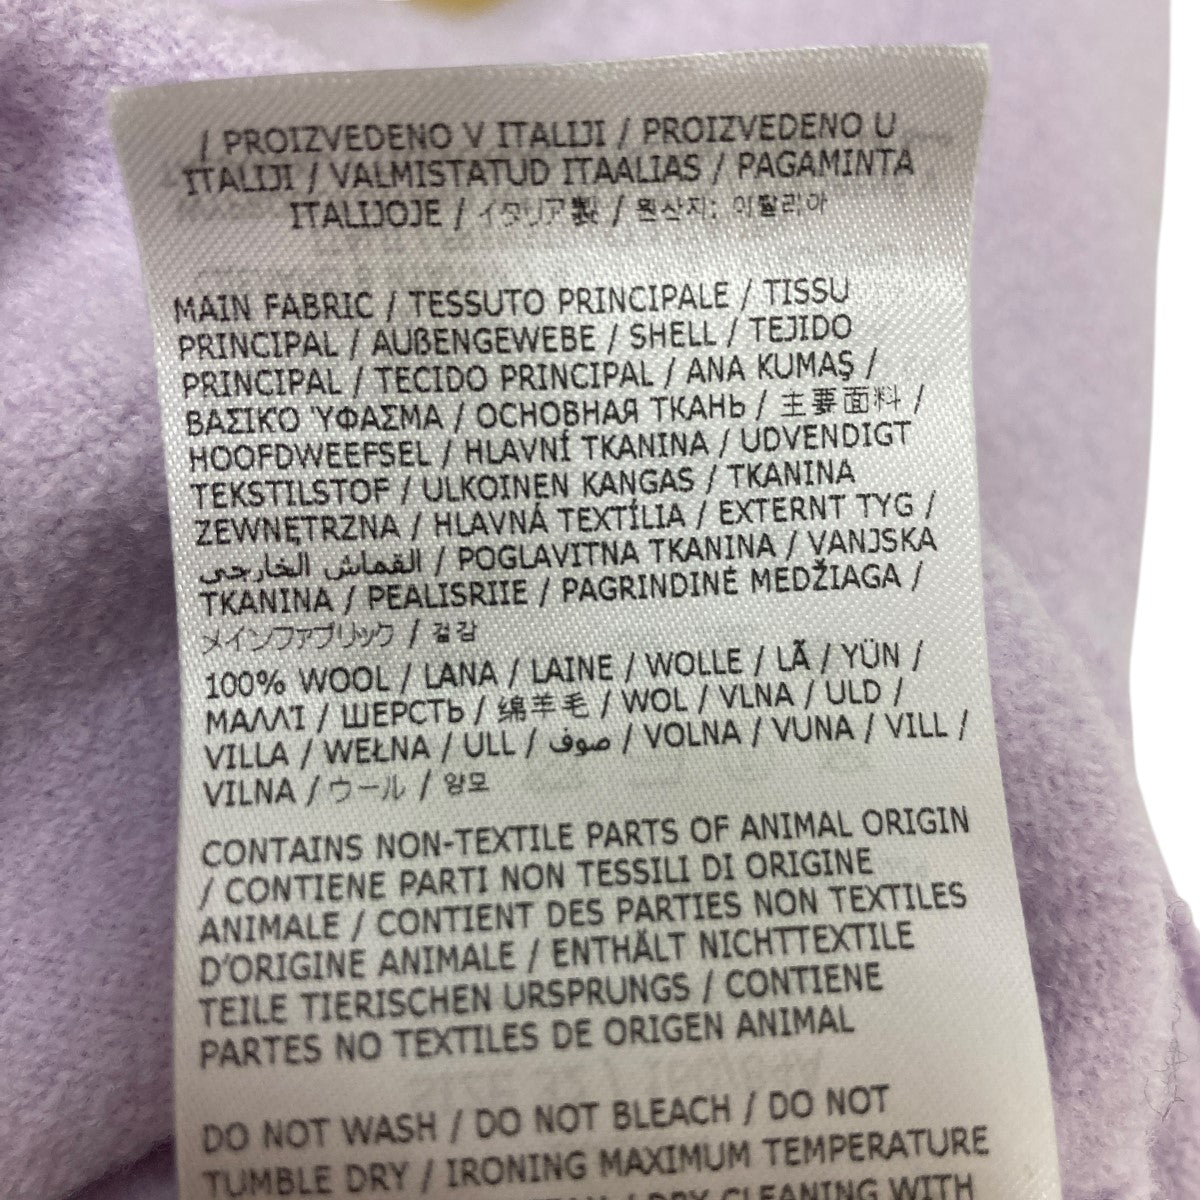 / PROIZVEDENO V ITALIJI / PROIZVEDENO U
ITALIJI / VALMISTATUD ITAALIAS / PAGAMINTA
ITALIJOJE / イタリア製 / 원산지: 이탈리아
MAIN FABRIC / TESSUTO PRINCIPALE / TISSU
PRINCIPAL / AUßENGEWEBE / SHELL / TEJIDO
PRINCIPAL / TECIDO PRINCIPAL / ANA KUMAŞ /
ΒΑΣΙΚΌ ΎΦΑΣΜΑ / ОСНОВНАЯ ТКАНЬ / 主要面料 /
HOOFDWEEFSEL / HLAVNÍ TKANINA / UDVENDIGT
TEKSTILSTOF / ULKOINEN KANGAS / TKANINA
ZEWNĘTRZNA / HLAVNÁ TEXTÍLIA / EXTERNT TYG /
القماش الخارجي / POGLAVITNA TKANINA / VANJSKA
TKANINA / PEALISRIIE / PAGRINDINĖ MEDŽIAGA /
メインファブリック / 겉감
100% WOOL / LANA / LAINE / WOLLE / LÃ / YÜN /
ΜΑΛΛΊ / ШЕРСТЬ / 绵羊毛 / WOL / VLNA / ULD /
VILLA / WEŁNA / ULL / صوف / VOLNA / VUNA / VILL /
VILNA / ウール / 양모
CONTAINS NON-TEXTILE PARTS OF ANIMAL ORIGIN
/ CONTIENE PARTI NON TESSILI DI ORIGINE
ANIMALE / CONTIENT DES PARTIES NON TEXTILES
D'ORIGINE ANIMALE / ENTHÄLT NICHTTEXTILE
TEILE TIERISCHEN URSPRUNGS / CONTIENE
PARTES NO TEXTILES DE ORIGEN ANIMAL
DO NOT WASH / DO NOT BLEACH / DO NOT
TUMBLE DRY / IRONING MAXIMUM TEMPERATURE
/ DRY CLEANING WITH